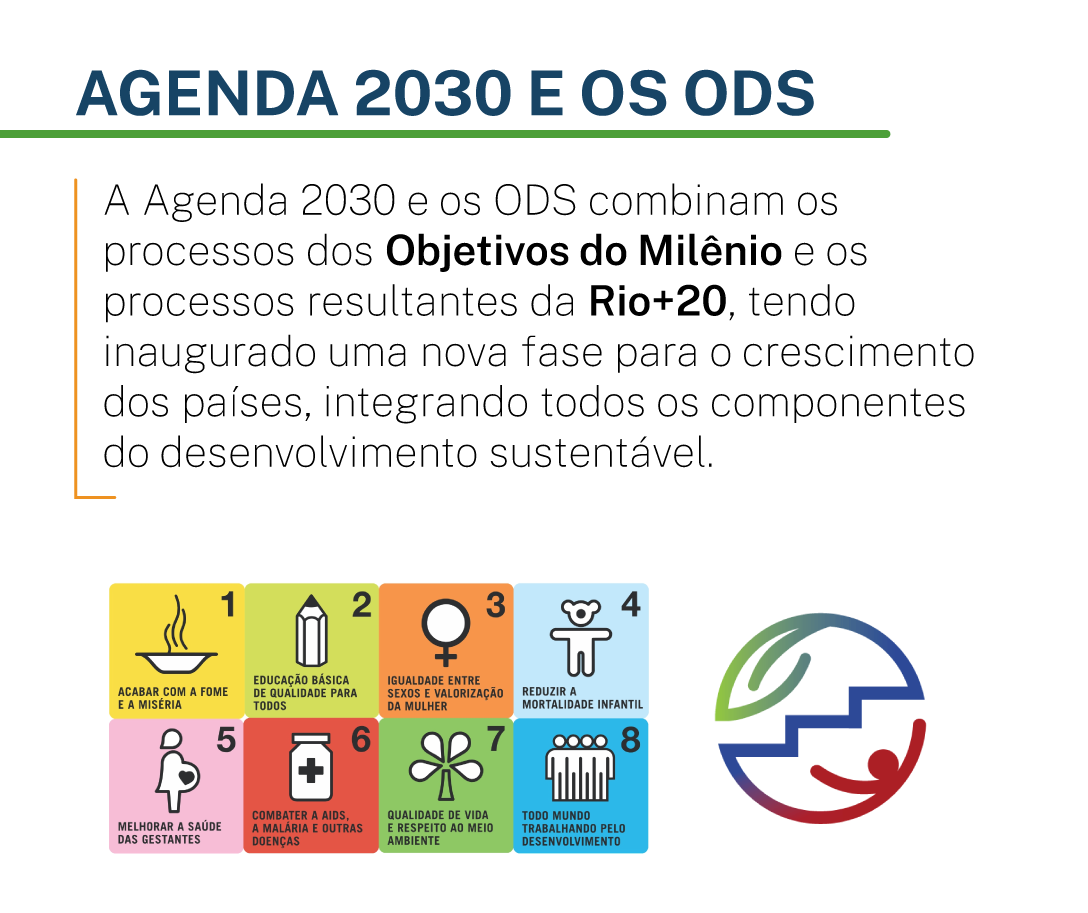 AGENDA 2030 E OS ODS
A Agenda 2030 e os ODS combinam os
processos dos Objetivos do Milênio e os
processos resultantes da Rio+20, tendo
inaugurado uma nova fase para o crescimento
dos países, integrando todos os componentes
do desenvolvimento sustentável.
1
ACABAR COM A FOME
E A MISÉRIA
2
EDUCAÇÃO BÁSICA
DE QUALIDADE PARA
TODOS
3
IGUALDADE ENTRE
SEXOS E VALORIZAÇÃO
DA MULHER
4
REDUZIR A
MORTALIDADE INFANTIL
5
MELHORAR A SAÚDE
DAS GESTANTES
6
COMBATER A AIDS,
A MALÁRIA E OUTRAS
DOENÇAS
7
QUALIDADE DE VIDA
E RESPEITO AO MEIO
AMBIENTE
8
TODO MUNDO
TRABALHANDO PELO
DESENVOLVIMENTO